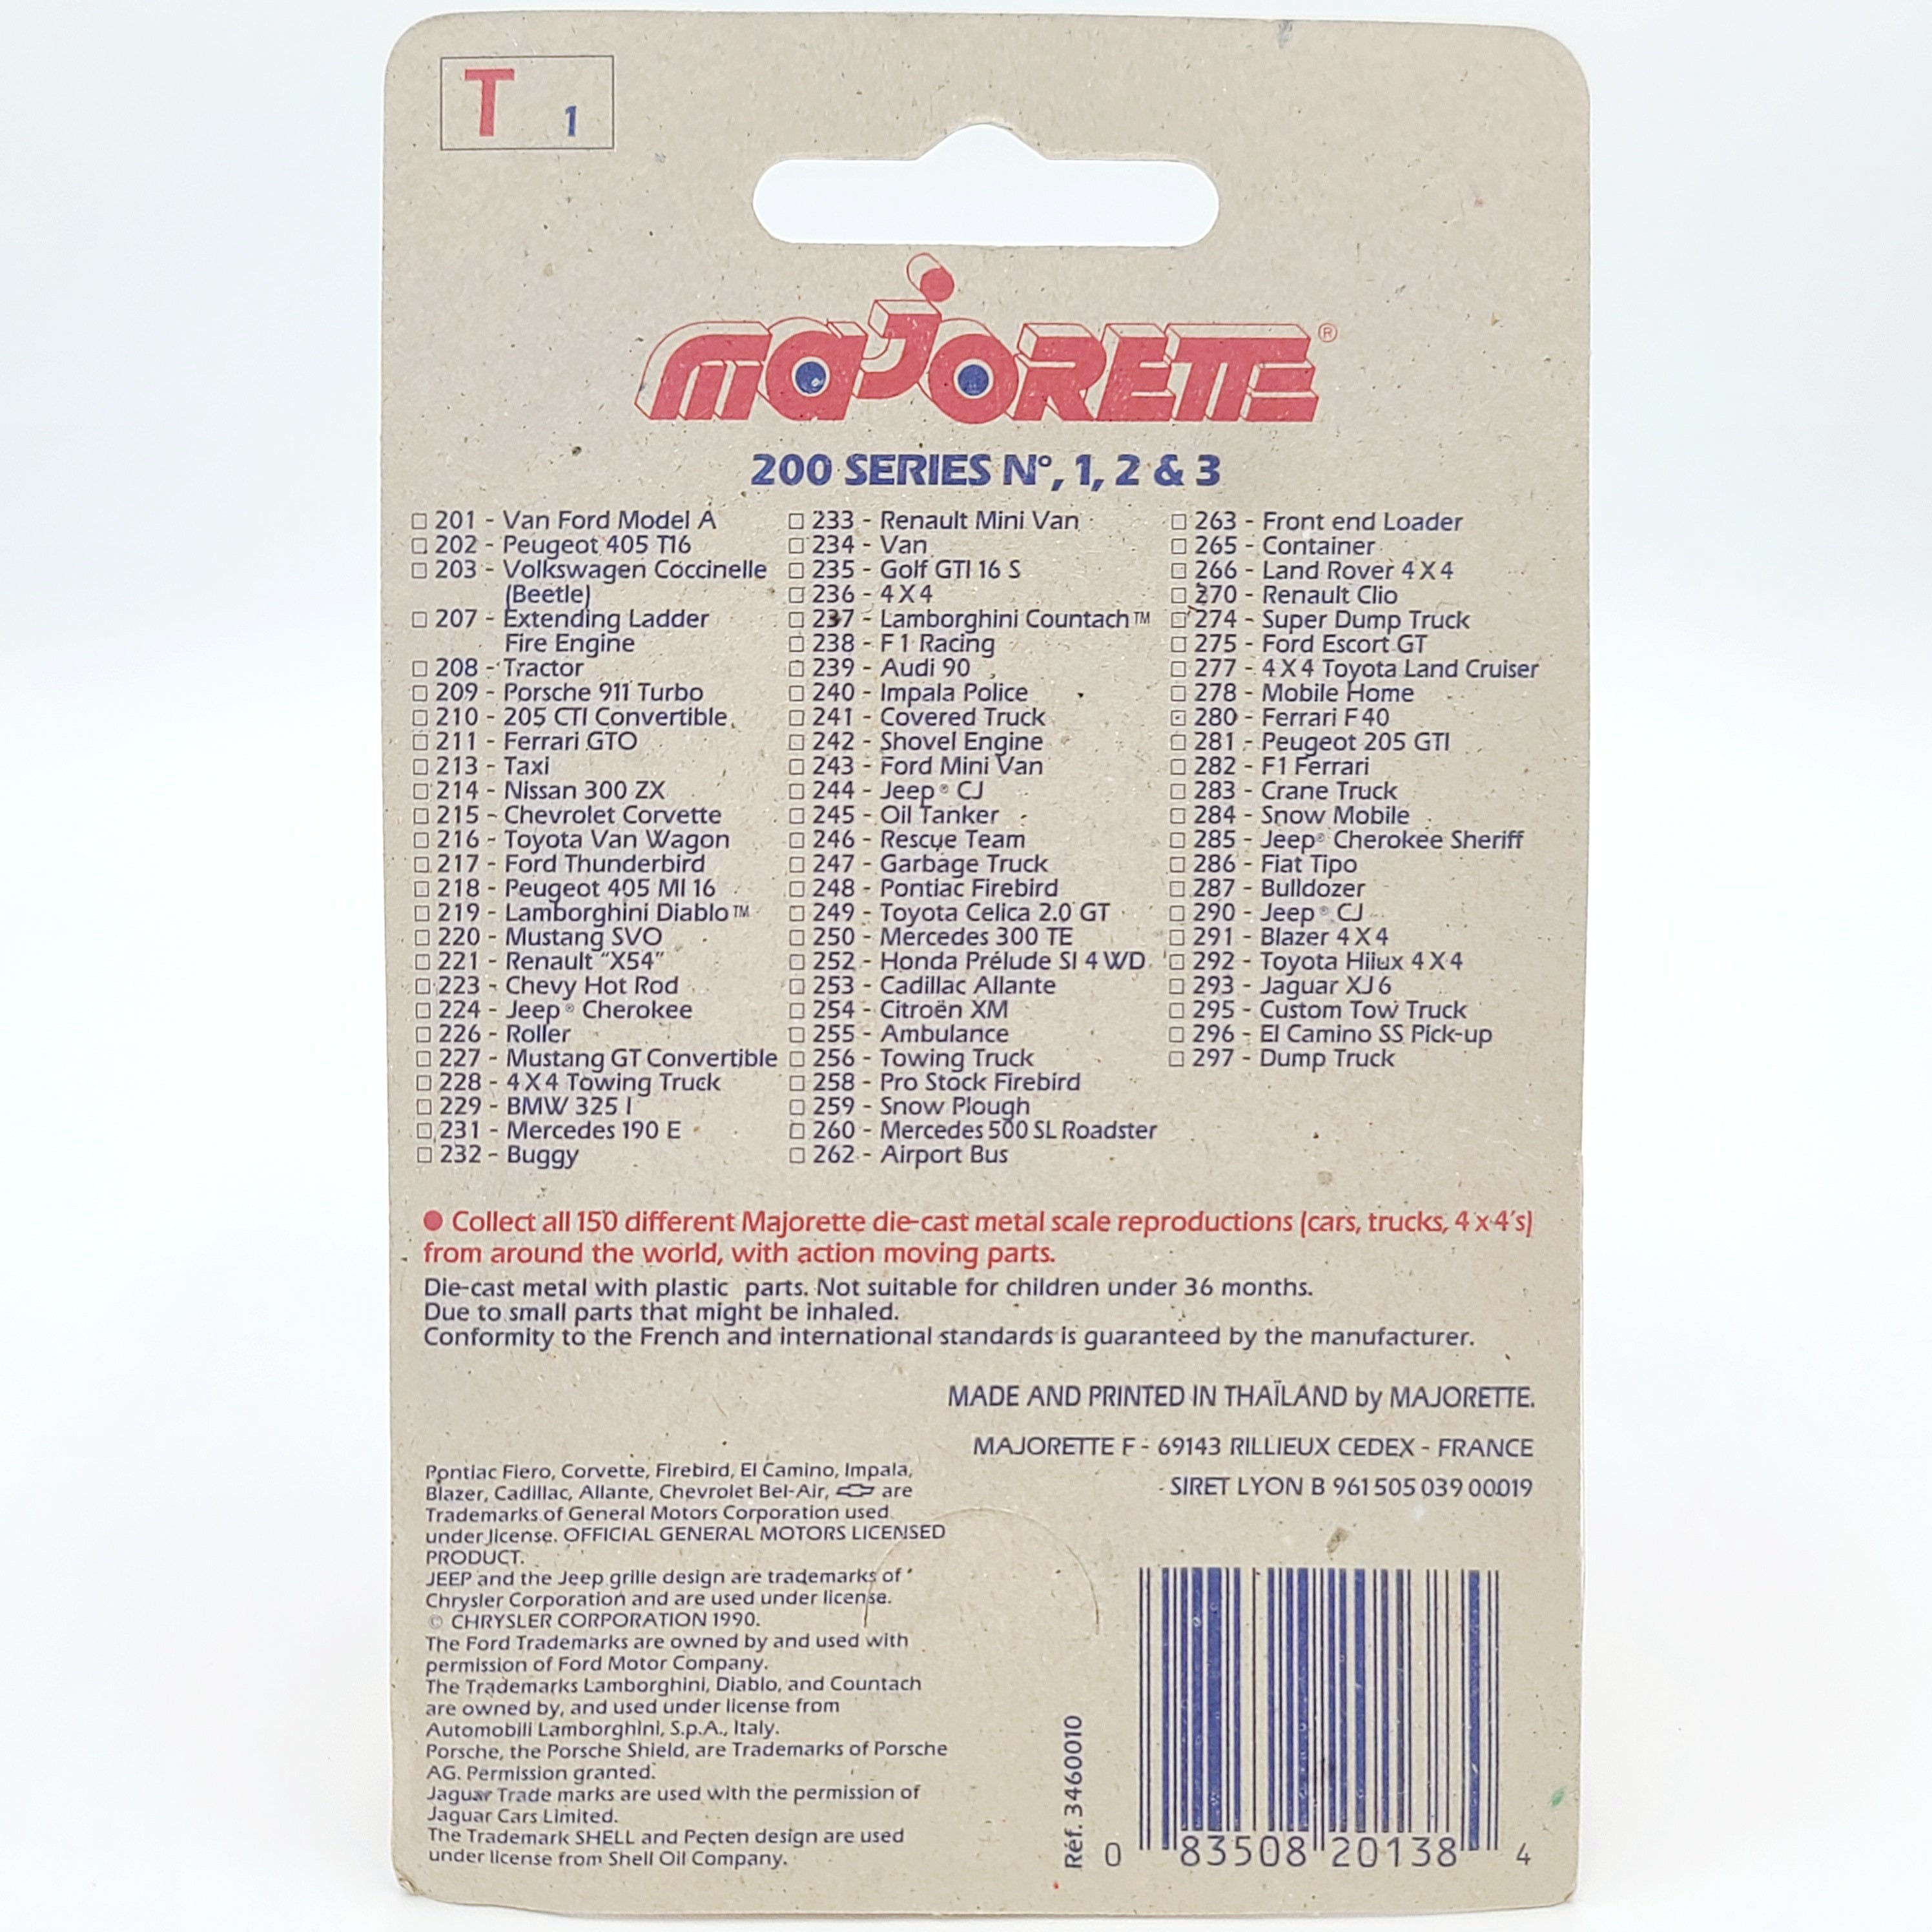 T 1
majORETTE ®
200 SERIES N°, 1, 2 & 3
201 - Van Ford Model A
202 - Peugeot 405 T16
203 - Volkswagen Coccinelle
(Beetle)
207 - Extending Ladder
Fire Engine
208 - Tractor
209 - Porsche 911 Turbo
210 - 205 CTI Convertible
211 - Ferrari GTO
213 - Taxi
214 - Nissan 300 ZX
215 - Chevrolet Corvette
216 - Toyota Van Wagon
217 - Ford Thunderbird
218 - Peugeot 405 MI 16
219 - Lamborghini Diablo™
220 - Mustang SVO
221 - Renault “X54”
223 - Chevy Hot Rod
224 - Jeep® Cherokee
226 - Roller
227 - Mustang GT Convertible
228 - 4 X 4 Towing Truck
229 - BMW 325 I
231 - Mercedes 190 E
232 - Buggy
233 - Renault Mini Van
234 - Van
235 - Golf GTI 16 S
236 - 4 X 4
237 - Lamborghini Countach™
238 - F 1 Racing
239 - Audi 90
240 - Impala Police
241 - Covered Truck
242 - Shovel Engine
243 - Ford Mini Van
244 - Jeep® CJ
245 - Oil Tanker
246 - Rescue Team
247 - Garbage Truck
248 - Pontiac Firebird
249 - Toyota Celica 2.0 GT
250 - Mercedes 300 TE
252 - Honda Prélude SI 4 WD
253 - Cadillac Allante
254 - Citroën XM
255 - Ambulance
256 - Towing Truck
258 - Pro Stock Firebird
259 - Snow Plough
260 - Mercedes 500 SL Roadster
262 - Airport Bus
263 - Front end Loader
265 - Container
266 - Land Rover 4 X 4
270 - Renault Clio
274 - Super Dump Truck
275 - Ford Escort GT
277 - 4 X 4 Toyota Land Cruiser
278 - Mobile Home
280 - Ferrari F 40
281 - Peugeot 205 GTI
282 - F1 Ferrari
283 - Crane Truck
284 - Snow Mobile
285 - Jeep® Cherokee Sheriff
286 - Fiat Tipo
287 - Bulldozer
290 - Jeep® CJ
291 - Blazer 4 X 4
292 - Toyota Hilux 4 X 4
293 - Jaguar XJ 6
295 - Custom Tow Truck
296 - El Camino SS Pick-up
297 - Dump Truck
● Collect all 150 different Majorette die-cast metal scale reproductions (cars, trucks, 4 x 4’s)
from around the world, with action moving parts.
Die-cast metal with plastic parts. Not suitable for children under 36 months.
Due to small parts that might be inhaled.
Conformity to the French and international standards is guaranteed by the manufacturer.
MADE AND PRINTED IN THAÏLAND by MAJORETTE.
MAJORETTE F - 69143 RILLIEUX CEDEX - FRANCE
SIRET LYON B 961 505 039 00019
Pontiac Fiero, Corvette, Firebird, El Camino, Impala,
Blazer, Cadillac, Allante, Chevrolet Bel-Air, are
Trademarks of General Motors Corporation used
under license. OFFICIAL GENERAL MOTORS LICENSED
PRODUCT.
JEEP and the Jeep grille design are trademarks of
Chrysler Corporation and are used under license.
© CHRYSLER CORPORATION 1990.
The Ford Trademarks are owned by and used with
permission of Ford Motor Company.
The Trademarks Lamborghini, Diablo, and Countach
are owned by, and used under license from
Automobili Lamborghini, S.p.A., Italy.
Porsche, the Porsche Shield, are Trademarks of Porsche
AG. Permission granted.
Jaguar Trade marks are used with the permission of
Jaguar Cars Limited.
The Trademark SHELL and Pecten design are used
under license from Shell Oil Company.
Réf. 3460010
0 83508 20138 4